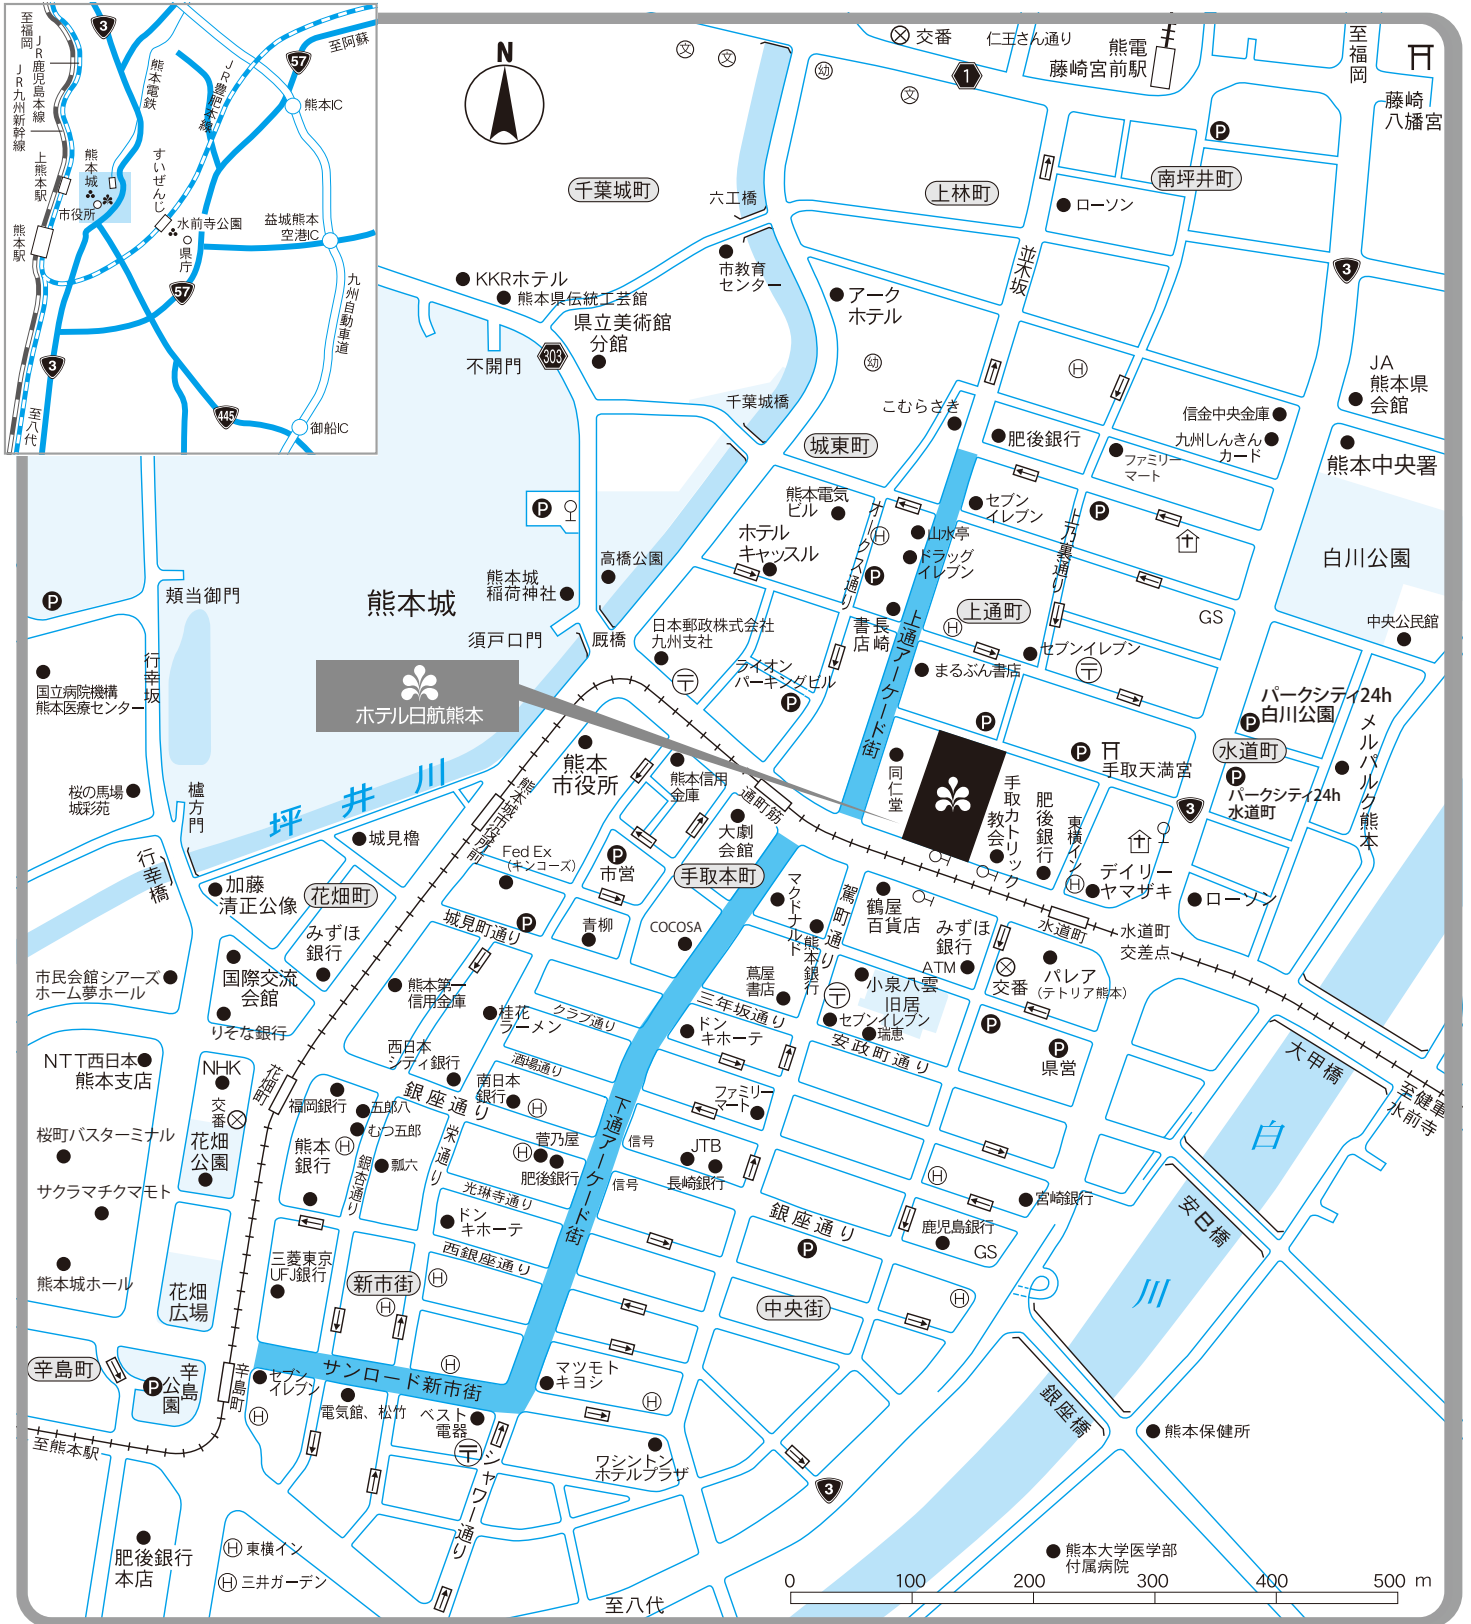 至福岡
JR鹿児島本線
JR九州新幹線
上熊本駅
熊本駅
至八代
3
熊本電鉄
JR豊肥本線
57
至阿蘇
熊本IC
熊本城
市役所
すいぜんじ
水前寺公園
県庁
益城熊本
空港IC
57
3
九州自動車道
445
御船IC
N
文
文
幼
文
交番
仁王さん通り
1
熊電
藤崎宮前駅
至福岡
藤崎
八旛宮
P
千葉城町
六工橋
上林町
南坪井町
ローソン
並木坂
3
KKRホテル
熊本県伝統工芸館
県立美術館
分館
303
不開門
市教育
センター
アーク
ホテル
幼
千葉城橋
こむらさき
H
JA
熊本県
会館
信金中央金庫
九州しんきん
カード
城東町
肥後銀行
ファミリー
マート
熊本中央署
熊本電気
ビル
オークス通り
セブン
イレブン
P
P
ホテル
キャッスル
H
山水亭
ドラッグ
イレブン
上乃裏通り
白川公園
高橋公園
熊本城
稲荷神社
熊本城
P
頬当御門
P
上通町
GS
中央公民館
須戸口門
厩橋
日本郵政株式会社
九州支社
長崎
書店
H
セブンイレブン
まるぶん書店
行幸坂
国立病院機構
熊本医療センター
ホテル日航熊本
ライオン
パーキングビル
P
上通アーケード街
P
パークシティ24h
白川公園
P
水道町
メルパルク熊本
熊本
市役所
熊本信用
金庫
同仁堂
P
手取天満宮
P
パークシティ24h
水道町
3
桜の馬場
城彩苑
櫨方門
坪井川
熊本城市役所前
通町筋
手取カトリック
教会
肥後銀行
東横イン
H
城見櫓
Fed Ex
(キンコーズ)
大劇
会館
P
市営
デイリー
ヤマザキ
ローソン
行幸橋
加藤
清正公像
花畑町
手取本町
マクドナルド
駕町通り
鶴屋
百貨店
みずほ
銀行
ATM
水道町
水道町
交差点
城見町通り
P
青柳
COCOSA
みずほ
銀行
熊本銀行
蔦屋
書店
小泉八雲
旧居
交番
パレア
(テトリア熊本)
市民会館シアーズ
ホーム夢ホール
国際交流
会館
りそな銀行
熊本第一
信用金庫
桂花
ラーメン
クラブ通り
三年坂通り
ドン
キホーテ
セブンイレブン
瑞恵
安政町通り
P
P
県営
NTT西日本
熊本支店
NHK
交番
花畑町
西日本
シティ銀行
酒場通り
南日本
銀行
H
大甲橋
至健軍
水前寺
福岡銀行
五郎八
むつ五郎
銀座通り
栄通り
ファミリー
マート
桜町バスターミナル
花畑
公園
熊本
銀行
H
銀杏通り
瓢六
菅乃屋
H
肥後銀行
下通アーケード街
信号
信号
JTB
長崎銀行
白川
サクラマチクマモト
光琳寺通り
H
宮崎銀行
安巳橋
ドン
キホーテ
銀座通り
P
鹿児島銀行
GS
熊本城ホール
花畑
広場
三菱東京
UFJ銀行
新市街
H
H
西銀座通り
中央街
H
辛島町
P
辛島
公園
辛島町
セブン
イレブン
H
サンロード新市街
H
電気館、松竹
ベスト
電器
マツモト
キヨシ
H
銀座橋
熊本保健所
至熊本駅
シャワー通り
ワシントン
ホテルプラザ
3
肥後銀行
本店
H 東横イン
H 三井ガーデン
至八代
熊本大学医学部
付属病院
0 100 200 300 400 500 m